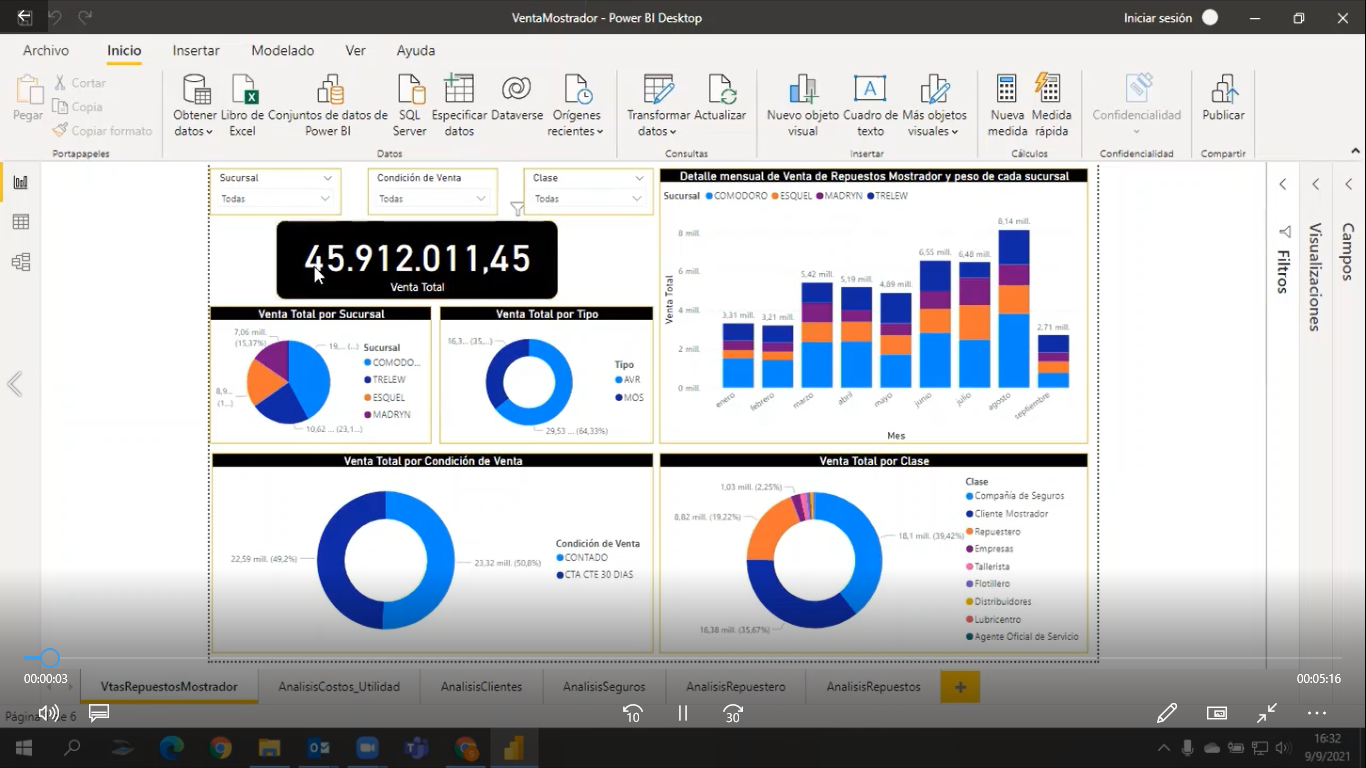 VentaMostrador - Power BI Desktop
Iniciar sesión
Archivo Inicio Insertar Modelado Ver Ayuda
Pegar
Cortar
Copia
Copiar formato
Obtener datos
Libro de Excel
Conjuntos de datos de Power BI
SQL Server
Especificar datos
Dataverse
Orígenes recientes
Transformar datos
Actualizar
Nuevo objeto visual
Cuadro de texto
Más objetos visuales
Nueva medida
Medida rápida
Confidencialidad
Publicar
Portapapeles Datos Consultas Insertar Cálculos Confidencialidad Compartir
Sucursal
Todas
Condición de Venta
Todas
Clase
Todas
45.912.011,45
Venta Total
Detalle mensual de Venta de Repuestos Mostrador y peso de cada sucursal
Sucursal COMODORO ESQUEL MADRYN TRELEW
Venta Total
8 mill.
6 mill.
4 mill.
2 mill.
0 mill.
3,31 mill.
3,21 mill.
5,42 mill.
5,19 mill.
4,89 mill.
6,55 mill.
6,48 mill.
8,14 mill.
2,71 mill.
enero febrero marzo abril mayo junio julio agosto septiembre
Mes
Venta Total por Sucursal
7,06 mill.
(15,37%)
19,... (...)
8,9...
(1...)
10,62 ... (23,1...)
Sucursal
COMODO...
TRELEW
ESQUEL
MADRYN
Venta Total por Tipo
16,3... (35,...)
29,53 ... (64,33%)
Tipo
AVR
MOS
Venta Total por Condición de Venta
22,59 mill. (49,2%)
23,32 mill. (50,8%)
Condición de Venta
CONTADO
CTA CTE 30 DIAS
Venta Total por Clase
1,03 mill. (2,25%)
8,82 mill. (19,22%)
18,1 mill. (39,42%)
16,38 mill. (35,67%)
Clase
Compañía de Seguros
Cliente Mostrador
Repuestero
Empresas
Tallerista
Flotillero
Distribuidores
Lubricentro
Agente Oficial de Servicio
Filtros
Visualizaciones
Campos
00:00:03
00:05:16
VtasRepuestosMostrador AnalisisCostos_Utilidad AnalisisClientes AnalisisSeguros AnalisisRepuestero AnalisisRepuestos
Página e 6
10
30
16:32
9/9/2021